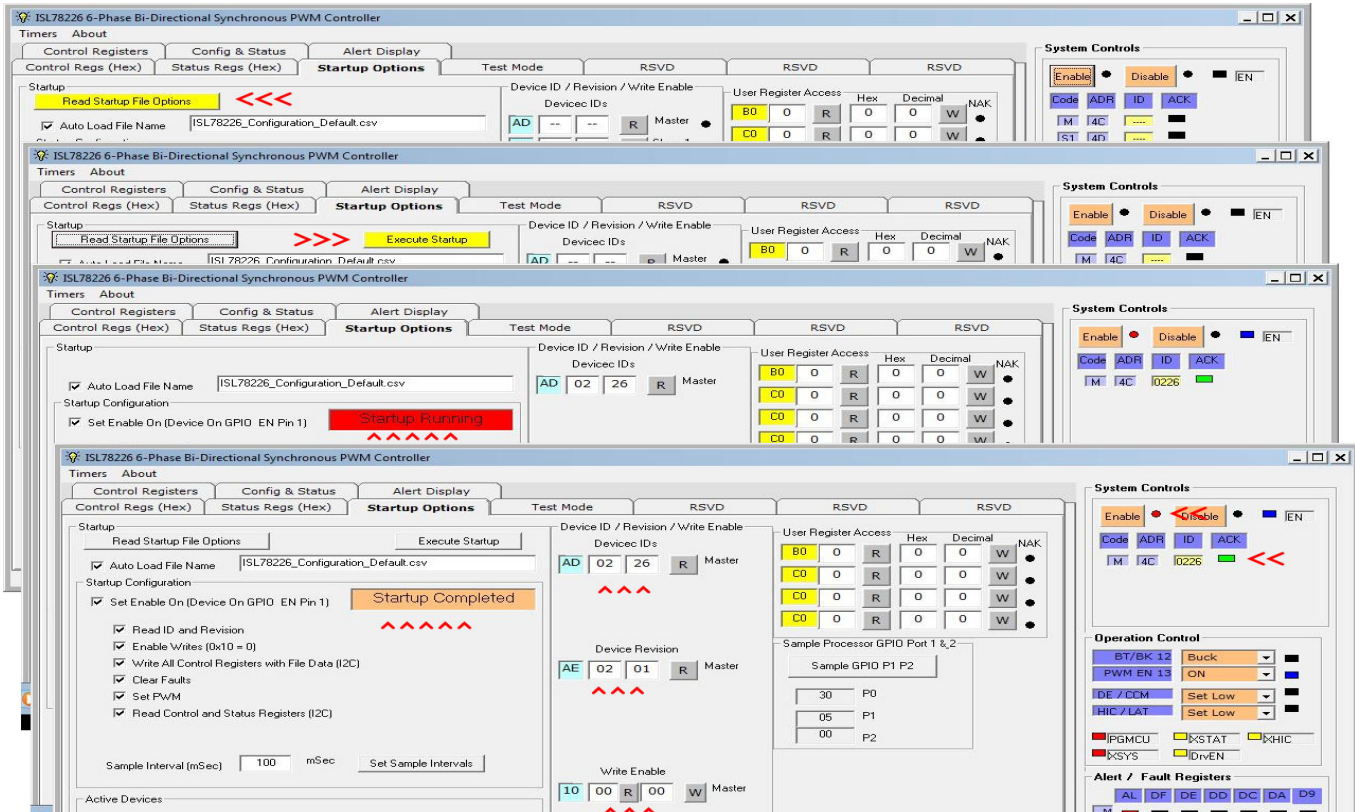 ISL78226 6-Phase Bi-Directional Synchronous PWM Controller
Timers About
Control Registers Config & Status Alert Display
Control Regs (Hex) Status Regs (Hex) Startup Options Test Mode RSVD RSVD RSVD
System Controls
Enable Disable EN
Code ADR ID ACK
M 4C ----
S1 4D ----
Startup
Read Startup File Options <<<
Auto Load File Name ISL78226_Configuration_Default.csv
Device ID / Revision / Write Enable
Devicec IDs
AD -- -- R Master
User Register Access Hex Decimal NAK
B0 0 R 0 0 W
C0 0 R 0 0 W
ISL78226 6-Phase Bi-Directional Synchronous PWM Controller
Timers About
Control Registers Config & Status Alert Display
Control Regs (Hex) Status Regs (Hex) Startup Options Test Mode RSVD RSVD RSVD
System Controls
Enable Disable EN
Code ADR ID ACK
M 4C ----
Startup
Read Startup File Options >>> Execute Startup
Auto Load File Name ISL78226_Configuration_Default.csv
Device ID / Revision / Write Enable
Devicec IDs
AD -- -- R Master
User Register Access Hex Decimal NAK
B0 0 R 0 0 W
ISL78226 6-Phase Bi-Directional Synchronous PWM Controller
Timers About
Control Registers Config & Status Alert Display
Control Regs (Hex) Status Regs (Hex) Startup Options Test Mode RSVD RSVD RSVD
System Controls
Enable Disable EN
Code ADR ID ACK
M 4C 0226
Startup
Auto Load File Name ISL78226_Configuration_Default.csv
Startup Configuration
Set Enable On (Device On GPIO EN Pin 1) Startup Running
^^^^^
Device ID / Revision / Write Enable
Devicec IDs
AD 02 26 R Master
User Register Access Hex Decimal NAK
B0 0 R 0 0 W
C0 0 R 0 0 W
C0 0 R 0 0 W
C0 0 R 0 0 W
ISL78226 6-Phase Bi-Directional Synchronous PWM Controller
Timers About
Control Registers Config & Status Alert Display
Control Regs (Hex) Status Regs (Hex) Startup Options Test Mode RSVD RSVD RSVD
Startup
Read Startup File Options Execute Startup
Auto Load File Name ISL78226_Configuration_Default.csv
Startup Configuration
Set Enable On (Device On GPIO EN Pin 1) Startup Completed
^^^^^
Read ID and Revision
Enable Writes (0x10 = 0)
Write All Control Registers with File Data (I2C)
Clear Faults
Set PWM
Read Control and Status Registers (I2C)
Sample Interval (mSec) 100 mSec Set Sample Intervals
Active Devices
Device ID / Revision / Write Enable
Devicec IDs
AD 02 26 R Master
^^^
Device Revision
AE 02 01 R Master
^^^
Write Enable
10 00 R 00 W Master
^^^
User Register Access Hex Decimal NAK
B0 0 R 0 0 W
C0 0 R 0 0 W
C0 0 R 0 0 W
C0 0 R 0 0 W
Sample Processor GPIO Port 1 & 2
Sample GPIO P1 P2
30 P0
05 P1
00 P2
System Controls
Enable << Disable EN
Code ADR ID ACK
M 4C 0226 <<
Operation Control
BT/BK 12 Buck
PWM EN 13 ON
DE / CCM Set Low
HIC / LAT Set Low
PGMCU XSTAT XHIC
XSYS DrvEN
Alert / Fault Registers
AL DF DE DD DC DA D9
M